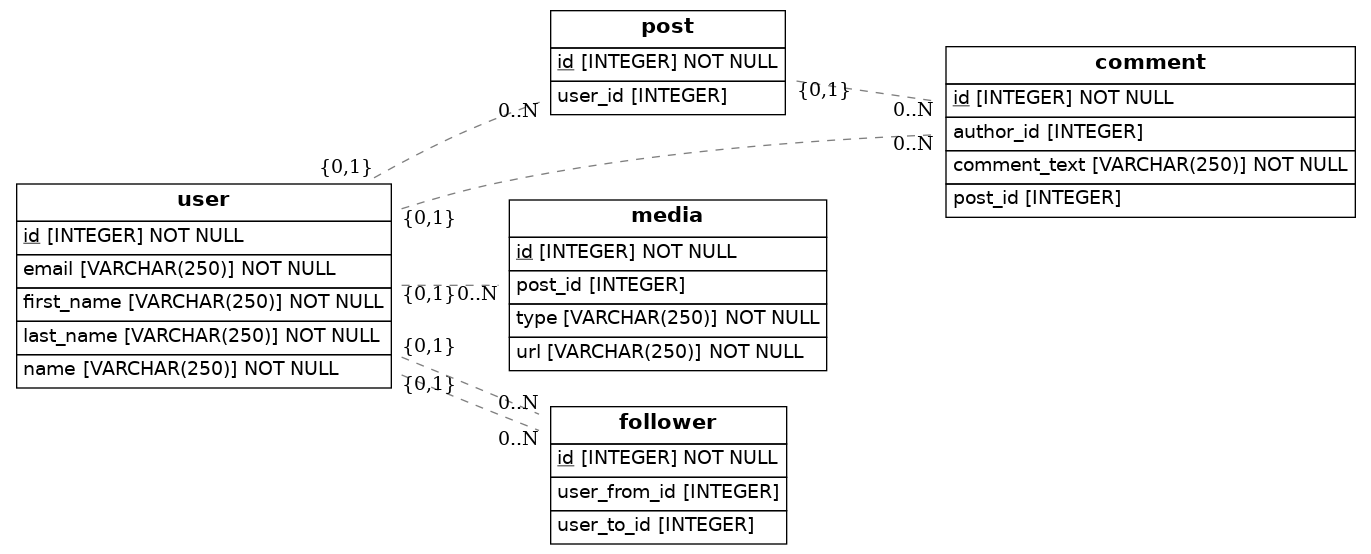 post
id [INTEGER] NOT NULL
user_id [INTEGER]
comment
id [INTEGER] NOT NULL
author_id [INTEGER]
comment_text [VARCHAR(250)] NOT NULL
post_id [INTEGER]
{0,1}
0..N
0..N
{0,1}
0..N
{0,1}
user
id [INTEGER] NOT NULL
email [VARCHAR(250)] NOT NULL
first_name [VARCHAR(250)] NOT NULL
last_name [VARCHAR(250)] NOT NULL
name [VARCHAR(250)] NOT NULL
media
id [INTEGER] NOT NULL
post_id [INTEGER]
type [VARCHAR(250)] NOT NULL
url [VARCHAR(250)] NOT NULL
{0,1}
0..N
{0,1}
0..N
{0,1}
0..N
follower
id [INTEGER] NOT NULL
user_from_id [INTEGER]
user_to_id [INTEGER]